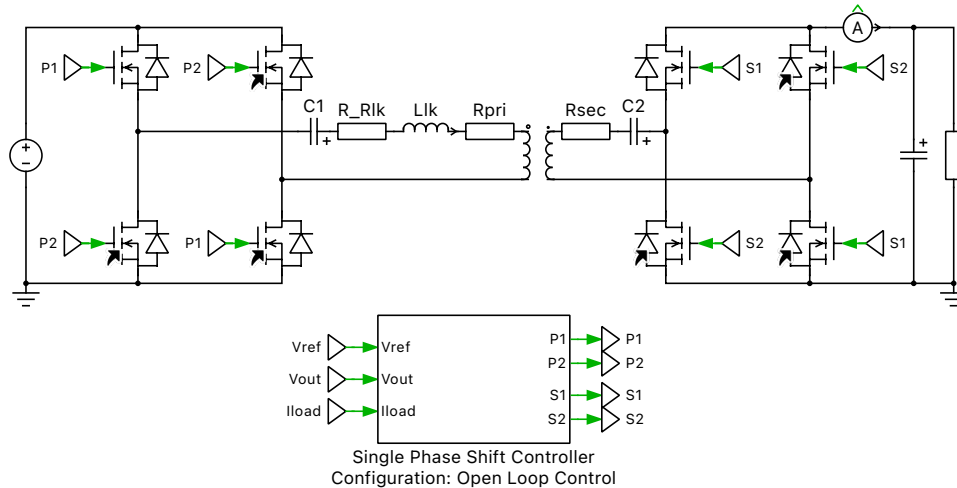 A
P1
P2
S1
S2
C1
R_Rlk
Llk
Rpri
Rsec
C2
P2
P1
S2
S1
Vref
Vref
P1
P1
P2
P2
Vout
Vout
S1
S1
Iload
Iload
S2
S2
Single Phase Shift Controller
Configuration: Open Loop Control